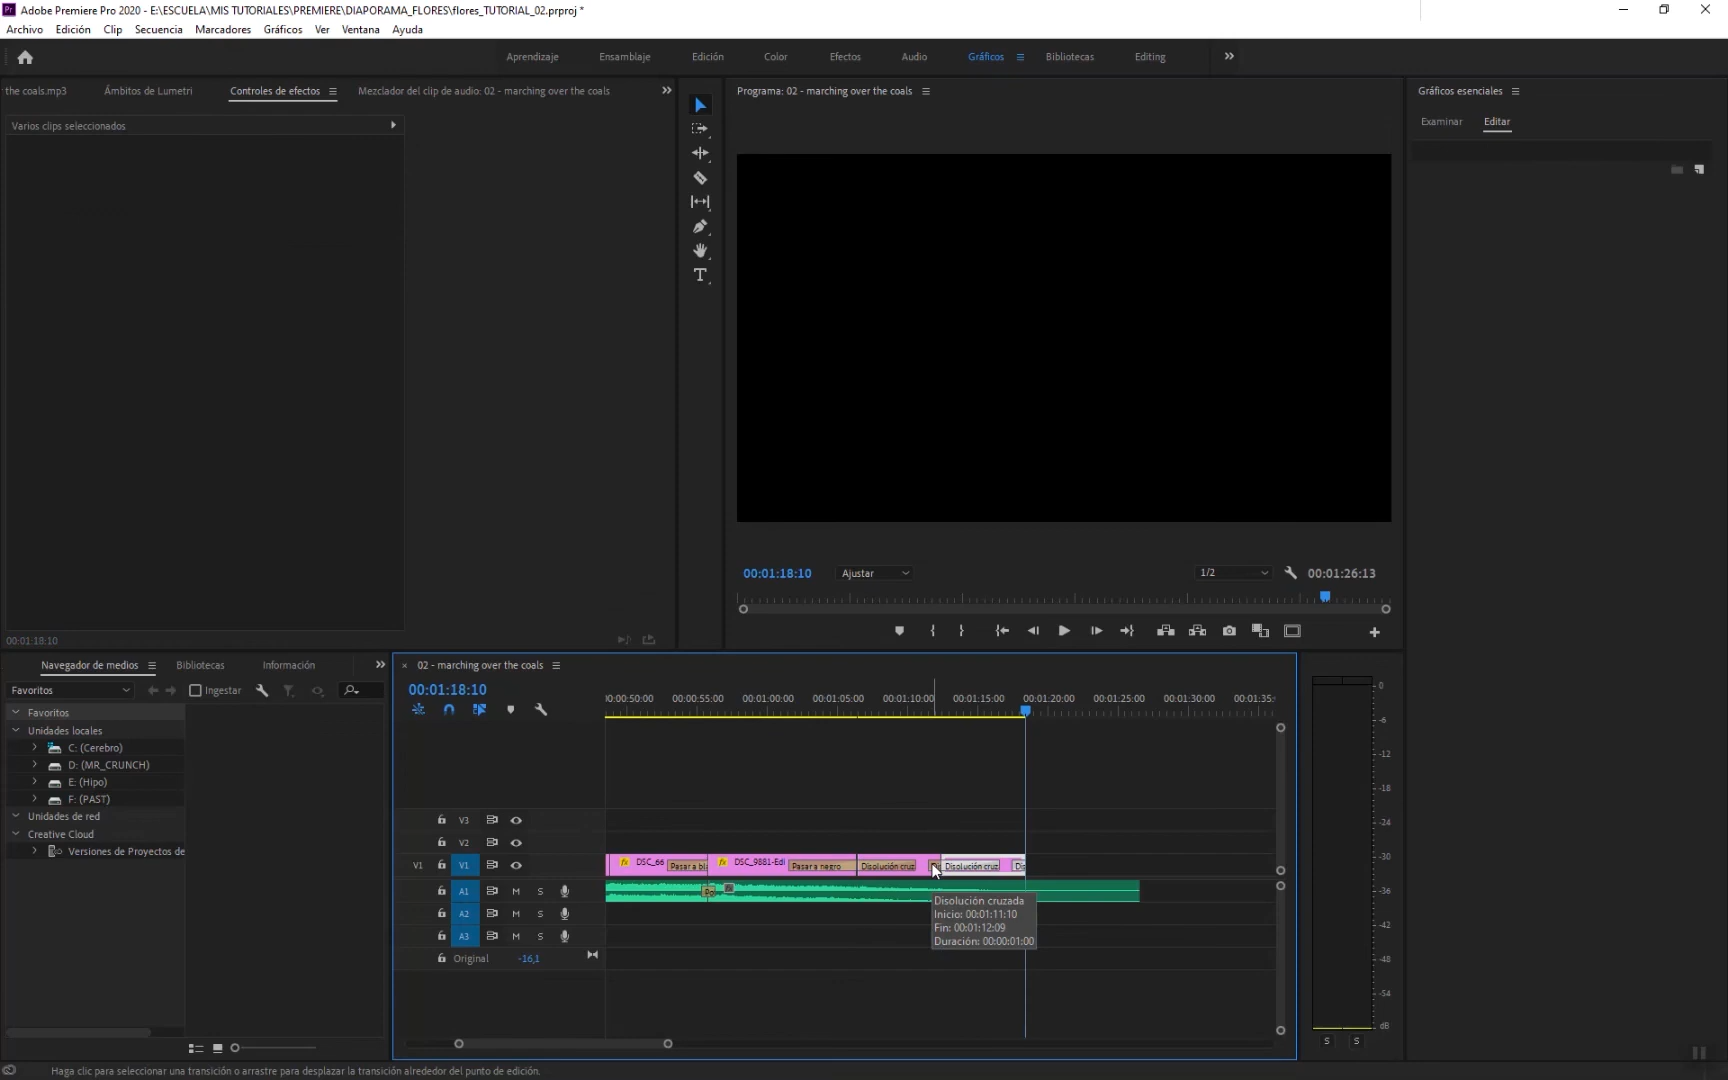 Adobe Premiere Pro 2020 - E:\ESCUELA\MIS TUTORIALES\PREMIERE\DIAPORAMA_FLORES\flores_TUTORIAL_02.prproj *
Archivo Edición Clip Secuencia Marcadores Gráficos Ver Ventana Ayuda
Aprendizaje Ensamblaje Edición Color Efectos Audio Gráficos Bibliotecas Editing
the coals.mp3 Ámbitos de Lumetri Controles de efectos Mezclador del clip de audio: 02 - marching over the coals
Programa: 02 - marching over the coals
Gráficos esenciales
Examinar Editar
Varios clips seleccionados
00:01:18:10 Ajustar 1/2 00:01:26:13
00:01:18:10
Navegador de medios Bibliotecas Información
Favoritos Ingestar
Favoritos
Unidades locales
C: (Cerebro)
D: (MR_CRUNCH)
E: (Hipo)
F: (PAST)
Unidades de red
Creative Cloud
Versiones de Proyectos de
02 - marching over the coals
00:01:18:10
00:00:50:00 00:00:55:00 00:01:00:00 00:01:05:00 00:01:10:00 00:01:15:00 00:01:20:00 00:01:25:00 00:01:30:00 00:01:35:
V3
V2
V1 V1 fx DSC_66 Pasar a bl fx DSC_9881-Edi Pasar a negro Disolución cruz Disolución cruz Dis
A1 M S
A2 M S
A3 M S
Original -16,1
Disolución cruzada
Inicio: 00:01:11:10
Fin: 00:01:12:09
Duración: 00:00:01:00
0
-6
-12
-18
-24
-30
-36
-42
-48
-54
dB
S S
Haga clic para seleccionar una transición o arrastre para desplazar la transición alrededor del punto de edición.